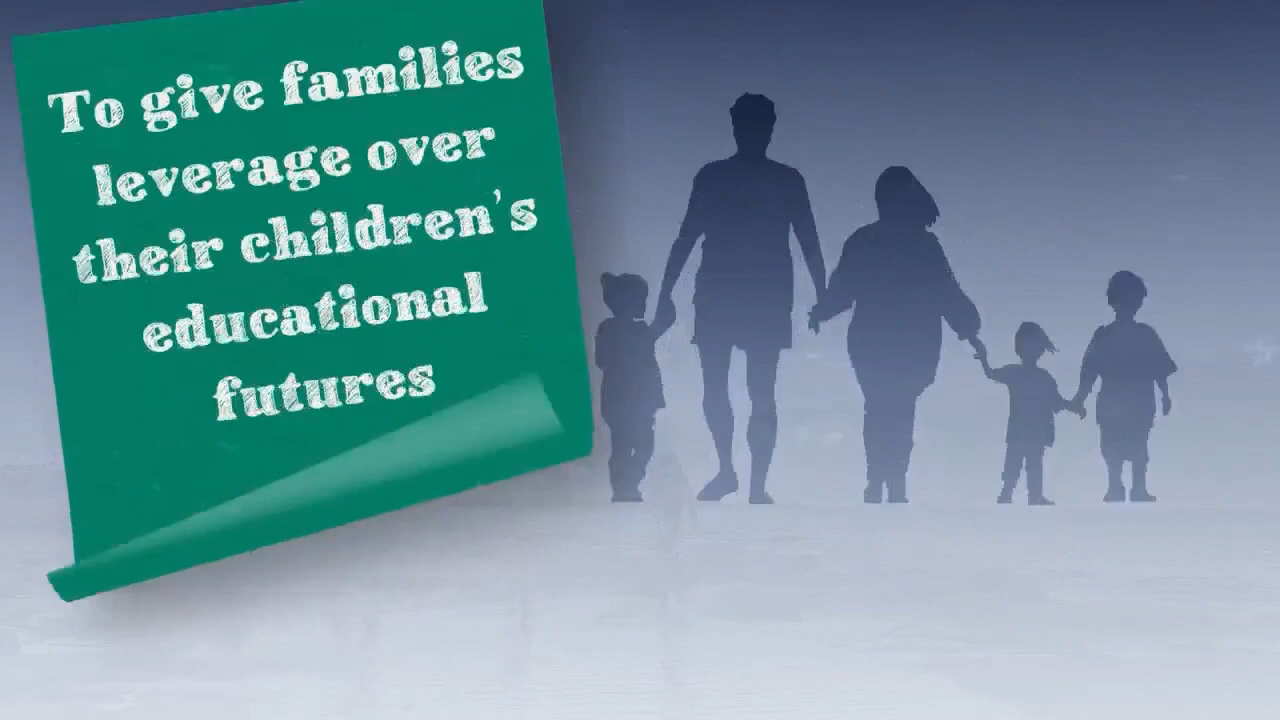 To give families
leverage over
their children's
educational
futures